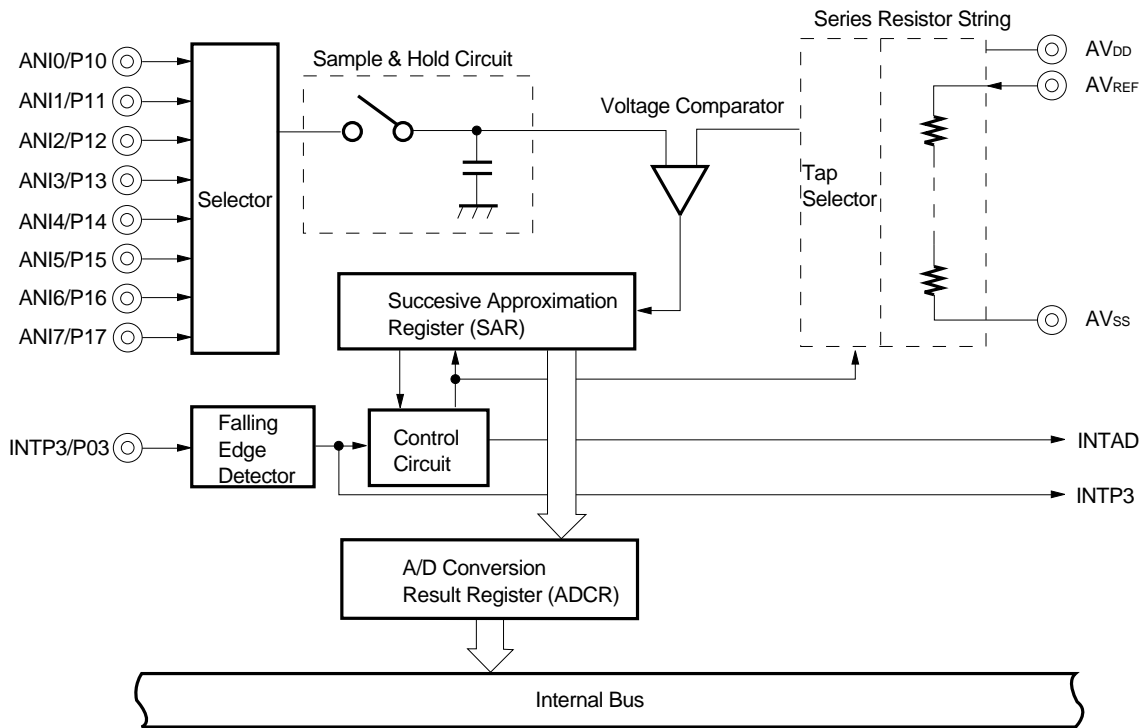 Series Resistor String
ANI0/P10
ANI1/P11
ANI2/P12
ANI3/P13
ANI4/P14
ANI5/P15
ANI6/P16
ANI7/P17
Selector
Sample & Hold Circuit
Voltage Comparator
Tap
Selector
AVDD
AVREF
AVSS
Succesive Approximation
Register (SAR)
INTP3/P03
Falling
Edge
Detector
Control
Circuit
INTAD
INTP3
A/D Conversion
Result Register (ADCR)
Internal Bus